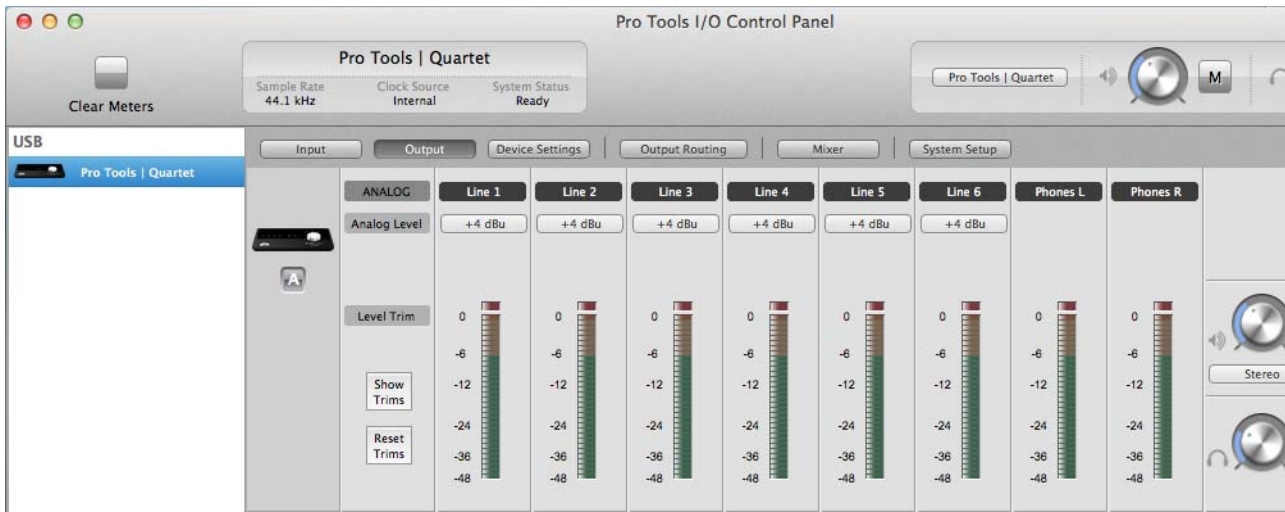 Pro Tools I/O Control Panel
Clear Meters
Pro Tools | Quartet
Sample Rate Clock Source System Status
44.1 kHz Internal Ready
Pro Tools | Quartet
M
USB
Pro Tools | Quartet
Input Output Device Settings Output Routing Mixer System Setup
A
ANALOG Line 1 Line 2 Line 3 Line 4 Line 5 Line 6 Phones L Phones R
Analog Level +4 dBu +4 dBu +4 dBu +4 dBu +4 dBu +4 dBu
Level Trim 0 0 0 0 0 0 0 0
-6 -6 -6 -6 -6 -6 -6 -6
Show
Trims
-12 -12 -12 -12 -12 -12 -12 -12
Stereo
-24 -24 -24 -24 -24 -24 -24 -24
Reset
Trims
-36 -36 -36 -36 -36 -36 -36 -36
-48 -48 -48 -48 -48 -48 -48 -48